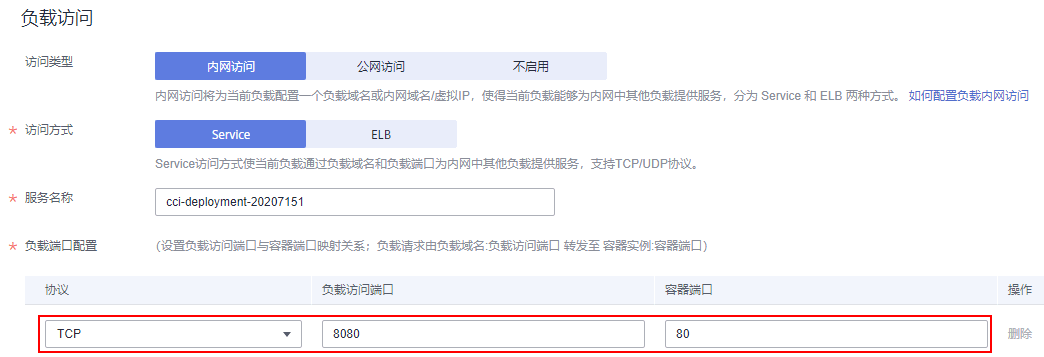 负载访问
访问类型 内网访问 公网访问 不启用
内网访问将为当前负载配置一个负载域名或内网域名/虚拟IP，使得当前负载能够为内网中其他负载提供服务，分为 Service 和 ELB 两种方式。 如何配置负载内网访问
* 访问方式 Service ELB
Service访问方式使当前负载通过负载域名和负载端口为内网中其他负载提供服务，支持TCP/UDP协议。
* 服务名称 cci-deployment-20207151
* 负载端口配置 (设置负载访问端口与容器端口映射关系；负载请求由负载域名:负载访问端口 转发至 容器实例:容器端口)
协议 负载访问端口 容器端口 操作
TCP 8080 80 删除